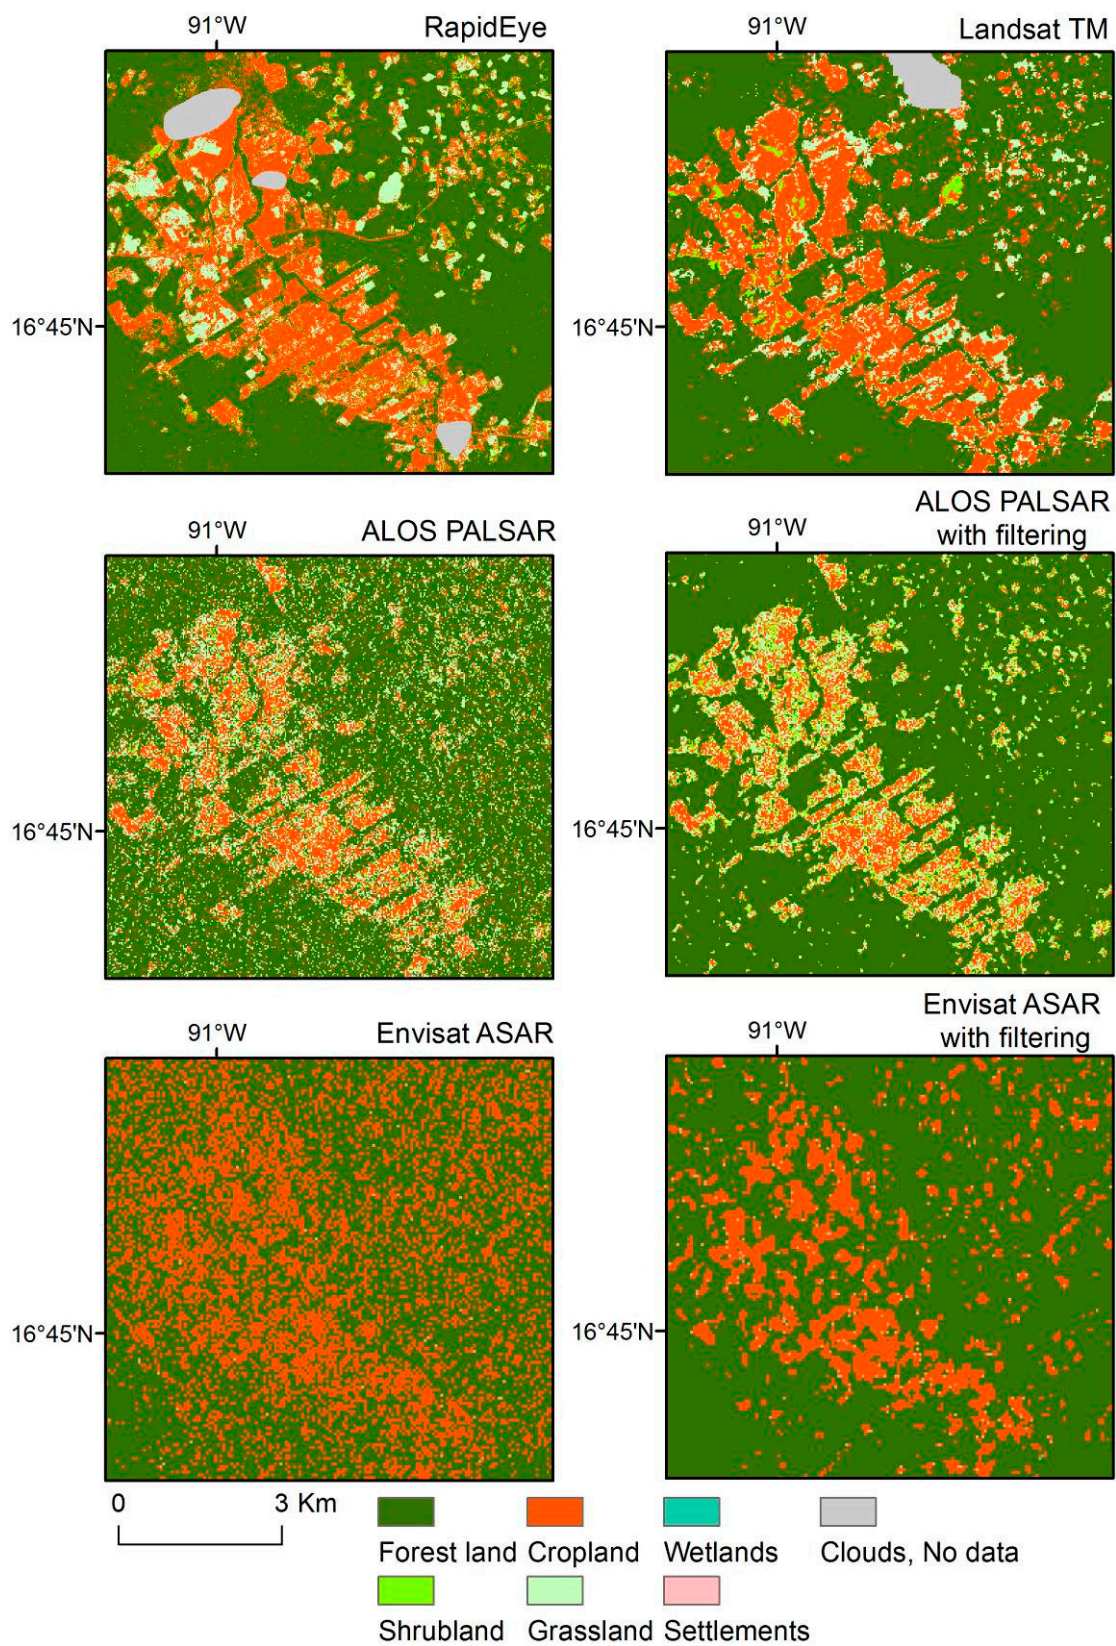 RapidEye
91°W
16°45'N
Landsat TM
91°W
16°45'N
ALOS PALSAR
91°W
16°45'N
ALOS PALSAR
with filtering
91°W
16°45'N
Envisat ASAR
91°W
16°45'N
Envisat ASAR
with filtering
91°W
16°45'N
0 3 Km
Forest land Cropland Wetlands Clouds, No data
Shrubland Grassland Settlements